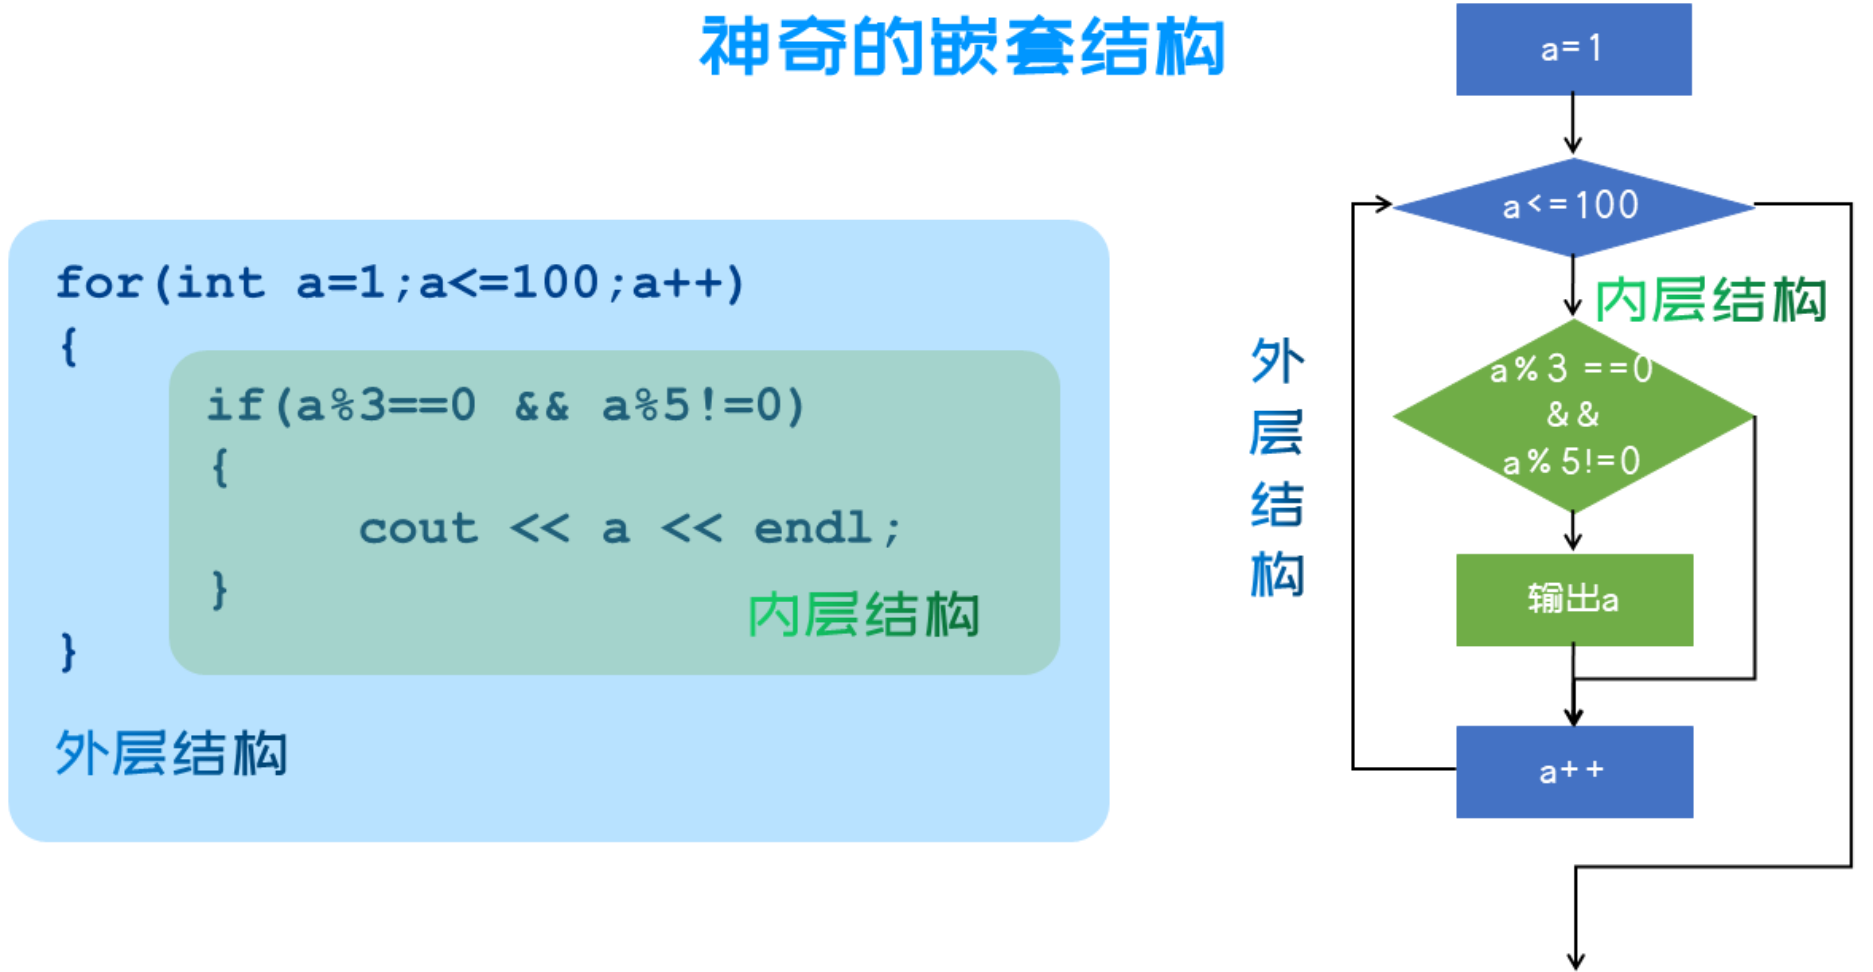 神奇的嵌套结构
for(int a=1;a<=100;a++)
{
if(a%3==0 && a%5!=0)
{
cout << a << endl;
}
内层结构
}
外层结构
a=1
a<=100
内层结构
外
层
结
构
a%3 ==0
&&
a%5!=0
输出a
a++